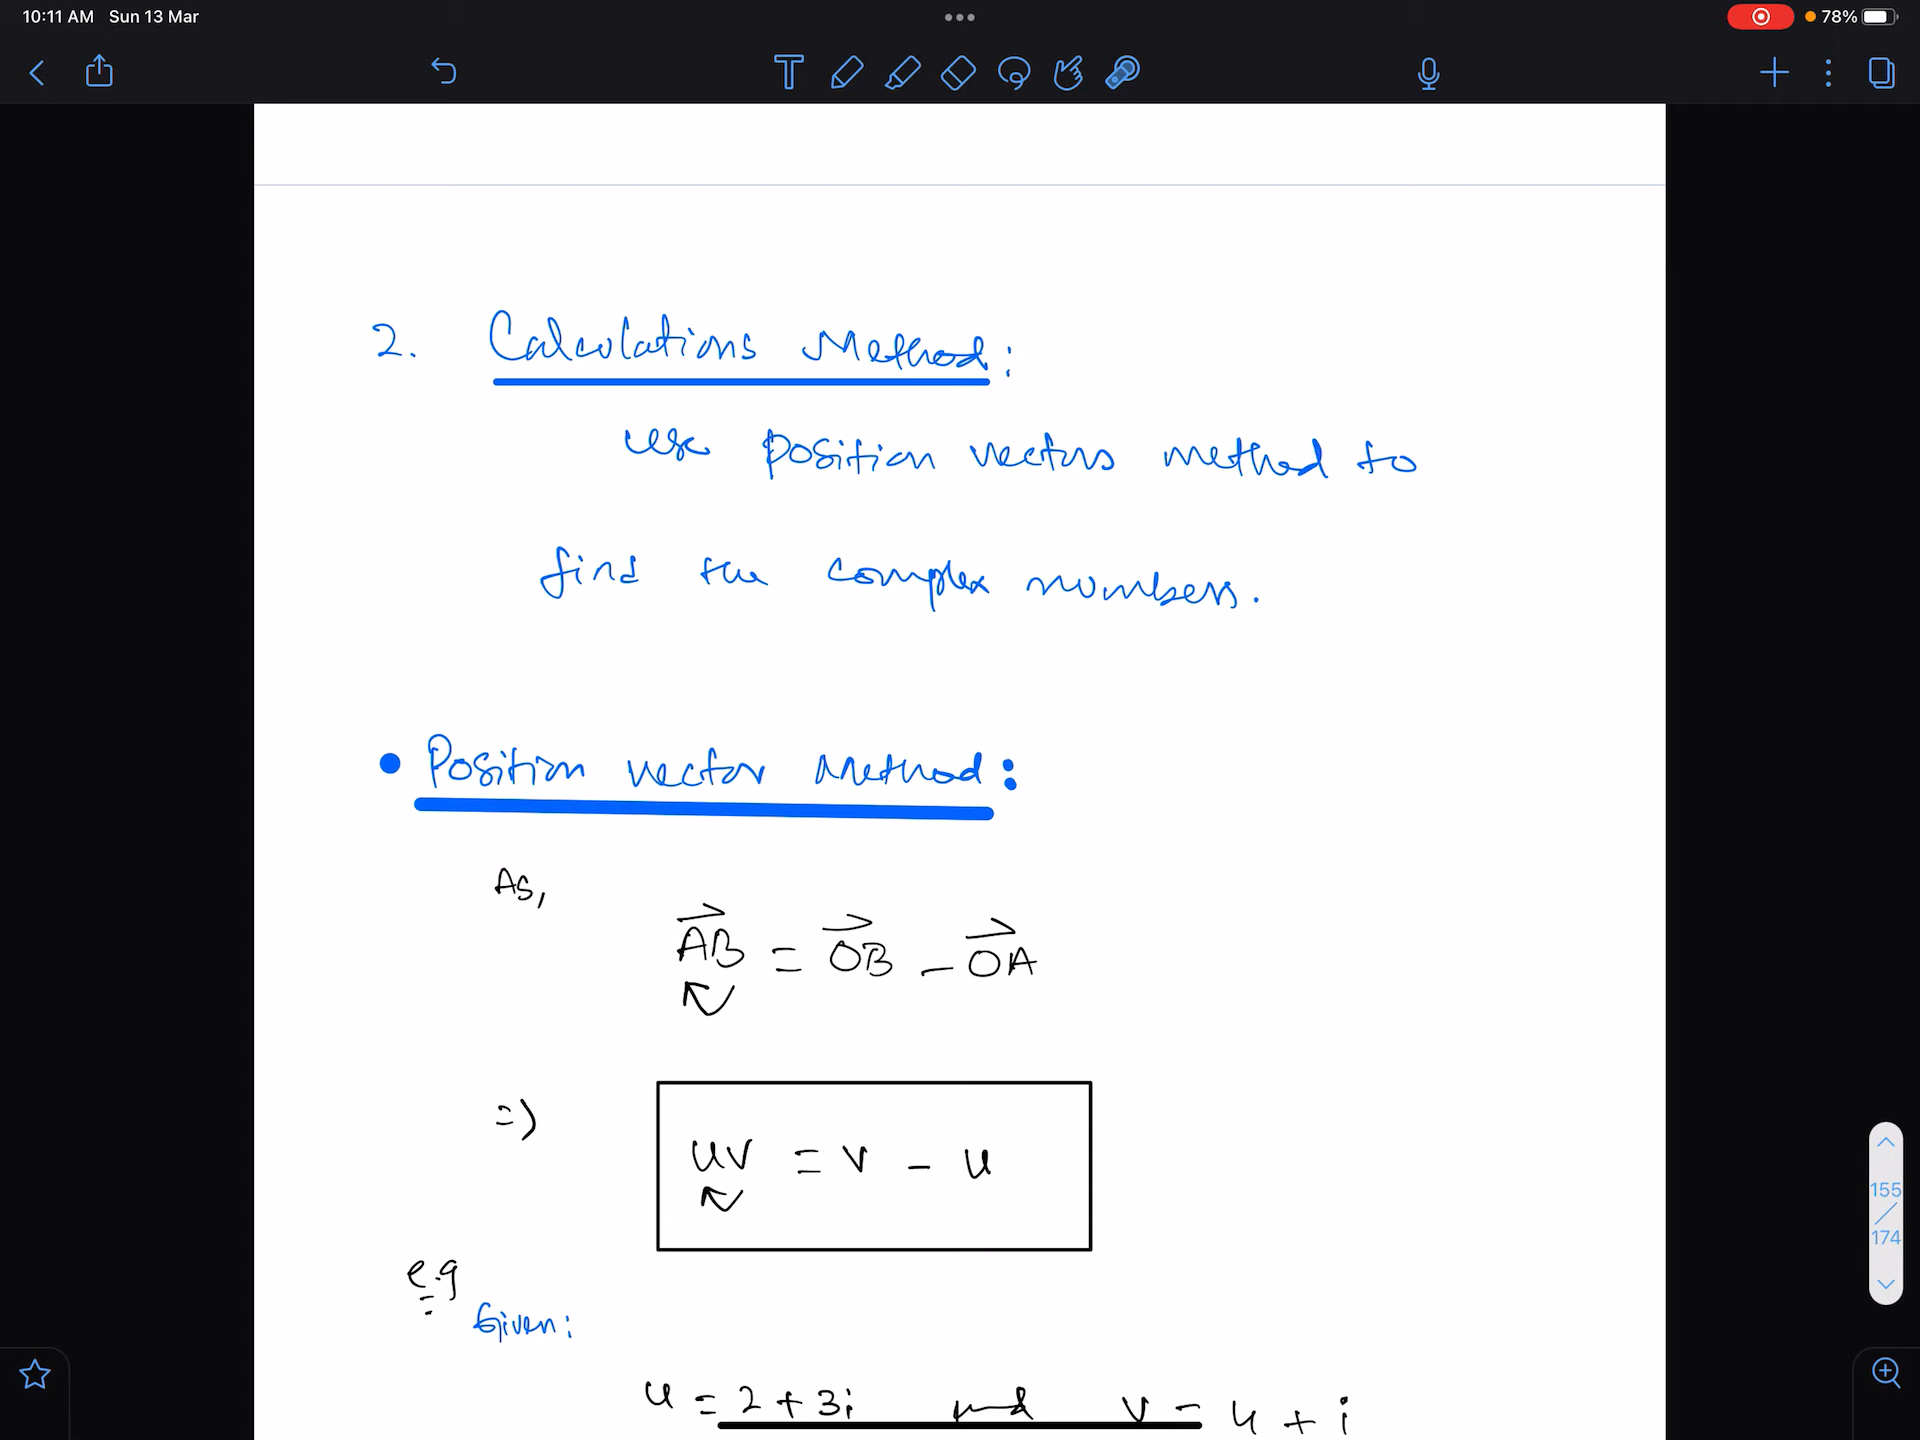 10:11 AM Sun 13 Mar
78%
2. Calculations Method:
use position vectors method to
find the complex numbers.
• Position vector Method:
As,
AB = OB - OA
=) uv = v - u
e.g
Given:
u = 2 + 3i and v = 4 + i
155
/
174